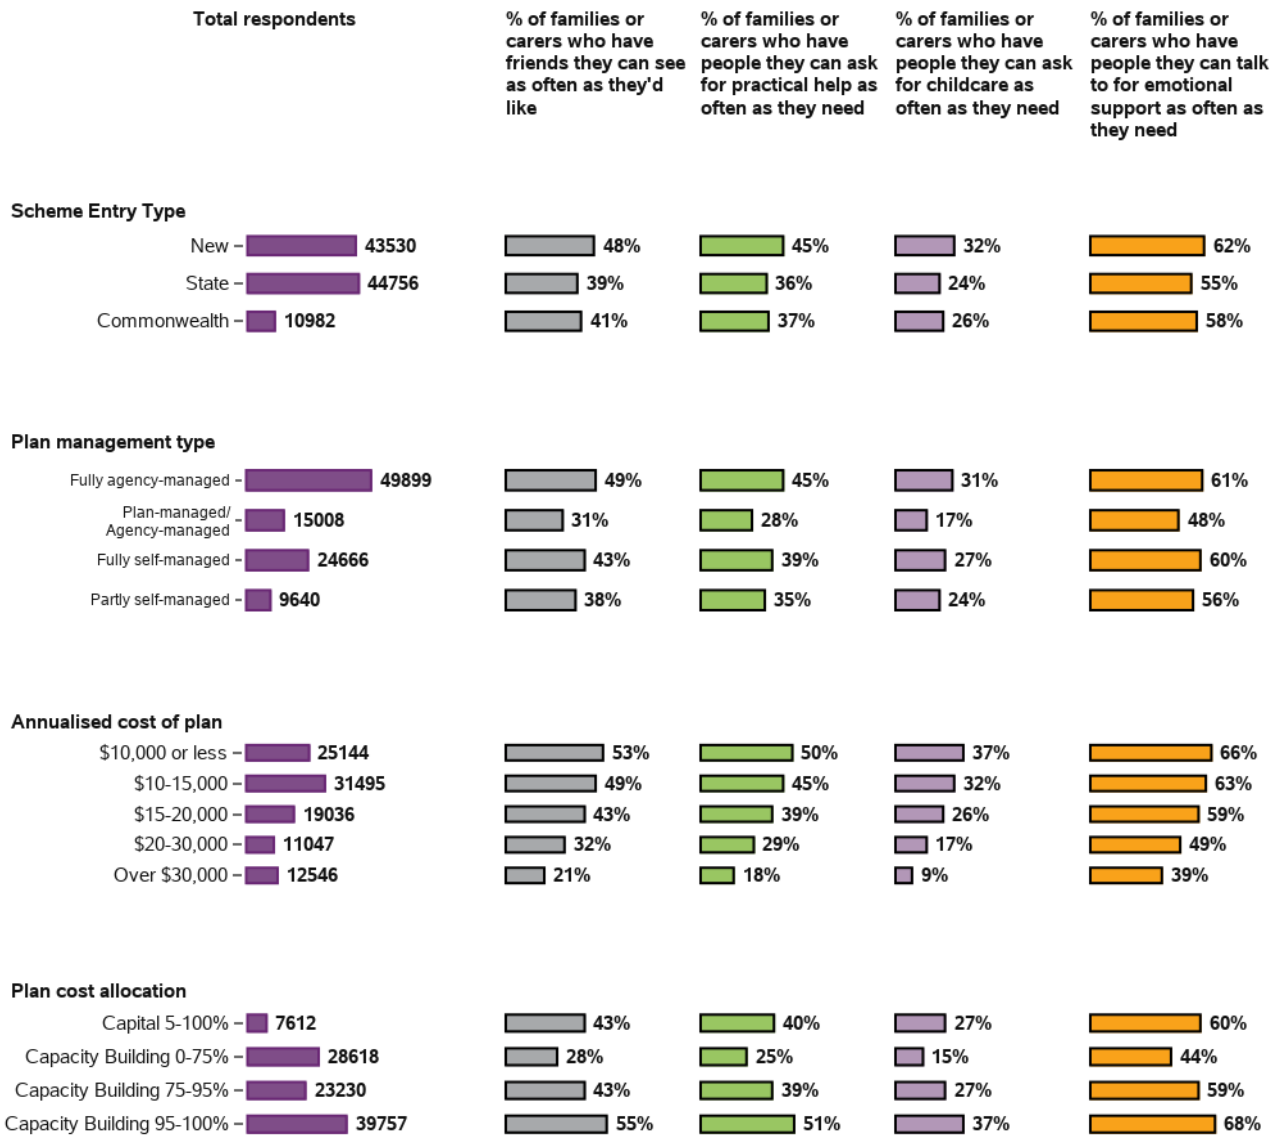 Total respondents
% of families or carers who have friends they can see as often as they'd like
% of families or carers who have people they can ask for practical help as often as they need
% of families or carers who have people they can ask for childcare as often as they need
% of families or carers who have people they can talk to for emotional support as often as they need
Scheme Entry Type
New 43530 48% 45% 32% 62%
State 44756 39% 36% 24% 55%
Commonwealth 10982 41% 37% 26% 58%
Plan management type
Fully agency-managed 49899 49% 45% 31% 61%
Plan-managed/
Agency-managed 15008 31% 28% 17% 48%
Fully self-managed 24666 43% 39% 27% 60%
Partly self-managed 9640 38% 35% 24% 56%
Annualised cost of plan
$10,000 or less 25144 53% 50% 37% 66%
$10-15,000 31495 49% 45% 32% 63%
$15-20,000 19036 43% 39% 26% 59%
$20-30,000 11047 32% 29% 17% 49%
Over $30,000 12546 21% 18% 9% 39%
Plan cost allocation
Capital 5-100% 7612 43% 40% 27% 60%
Capacity Building 0-75% 28618 28% 25% 15% 44%
Capacity Building 75-95% 23230 43% 39% 27% 59%
Capacity Building 95-100% 39757 55% 51% 37% 68%